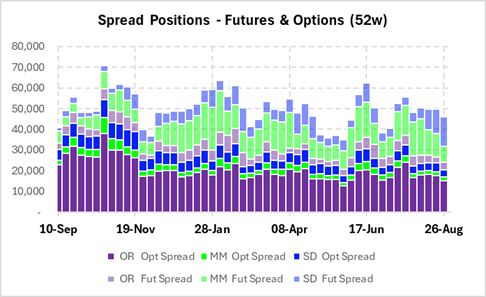 Spread Positions - Futures & Options (52w)
80,000
70,000
60,000
50,000
40,000
30,000
20,000
10,000
-
10-Sep 19-Nov 28-Jan 08-Apr 17-Jun 26-Aug
OR Opt Spread MM Opt Spread SD Opt Spread
OR Fut Spread MM Fut Spread SD Fut Spread